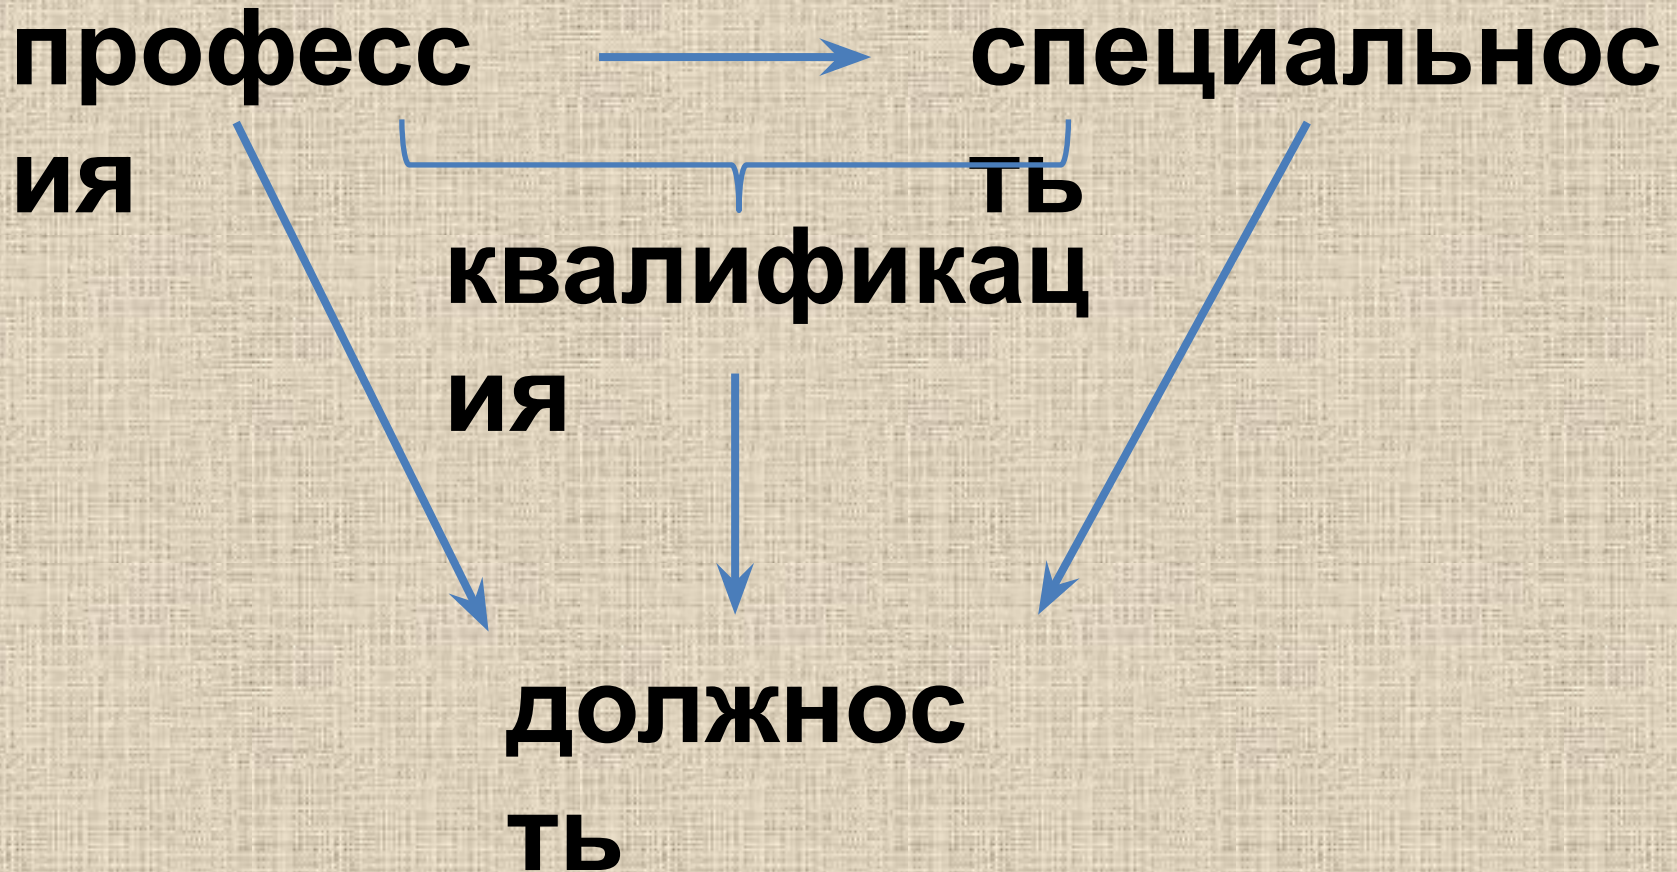 професс
ия
специальнос
ть
квалификац
ия
должнос
ть